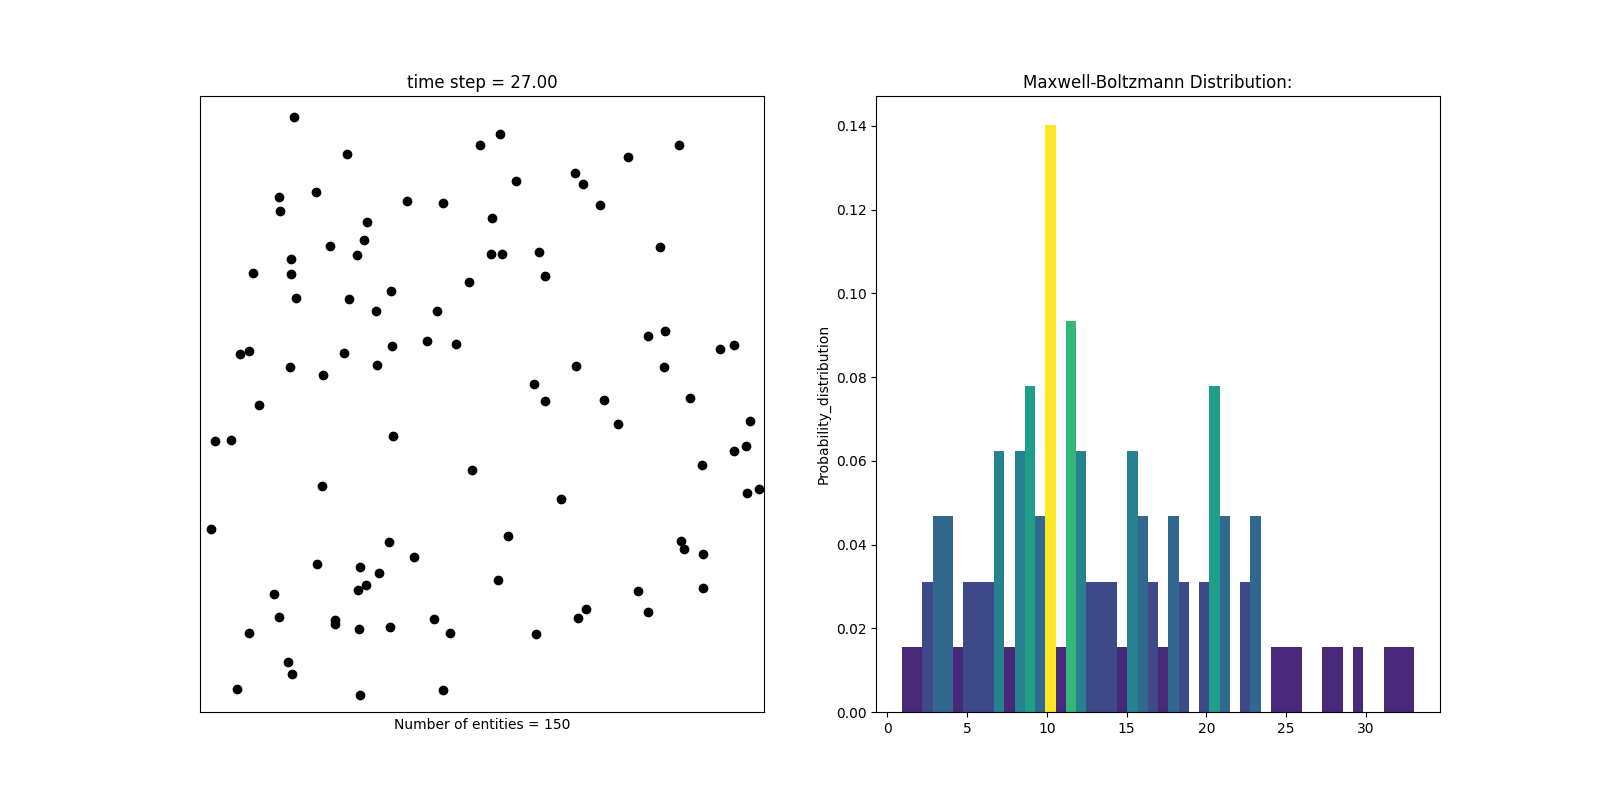 time step = 27.00
Number of entities = 150
Maxwell-Boltzmann Distribution:
Probability_distribution
0.14
0.12
0.10
0.08
0.06
0.04
0.02
0.00
0 5 10 15 20 25 30